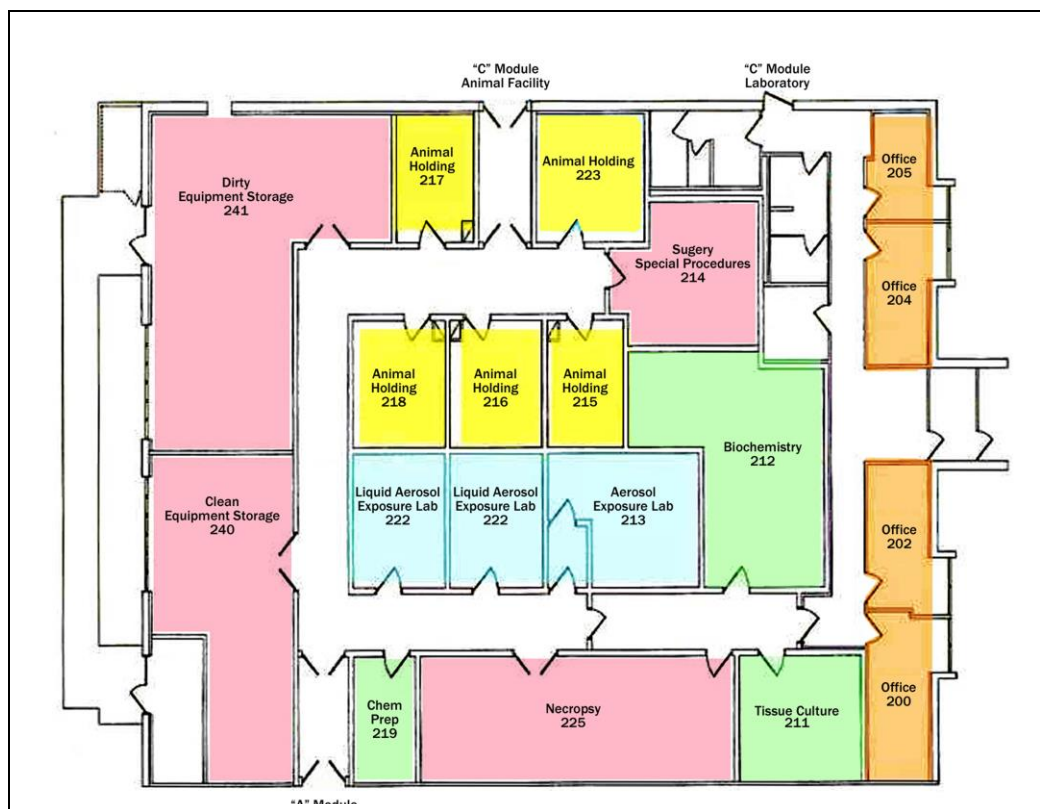 "C" Module
Animal Facility
"C" Module
Laboratory
Dirty
Equipment Storage
241
Animal
Holding
217
Animal Holding
223
Office
205
Sugery
Special Procedures
214
Office
204
Animal
Holding
218
Animal
Holding
216
Animal
Holding
215
Biochemistry
212
Clean
Equipment Storage
240
Liquid Aerosol
Exposure Lab
222
Liquid Aerosol
Exposure Lab
222
Aerosol
Exposure Lab
213
Office
202
Chem
Prep
219
Necropsy
225
Tissue Culture
211
Office
200
"A" Module